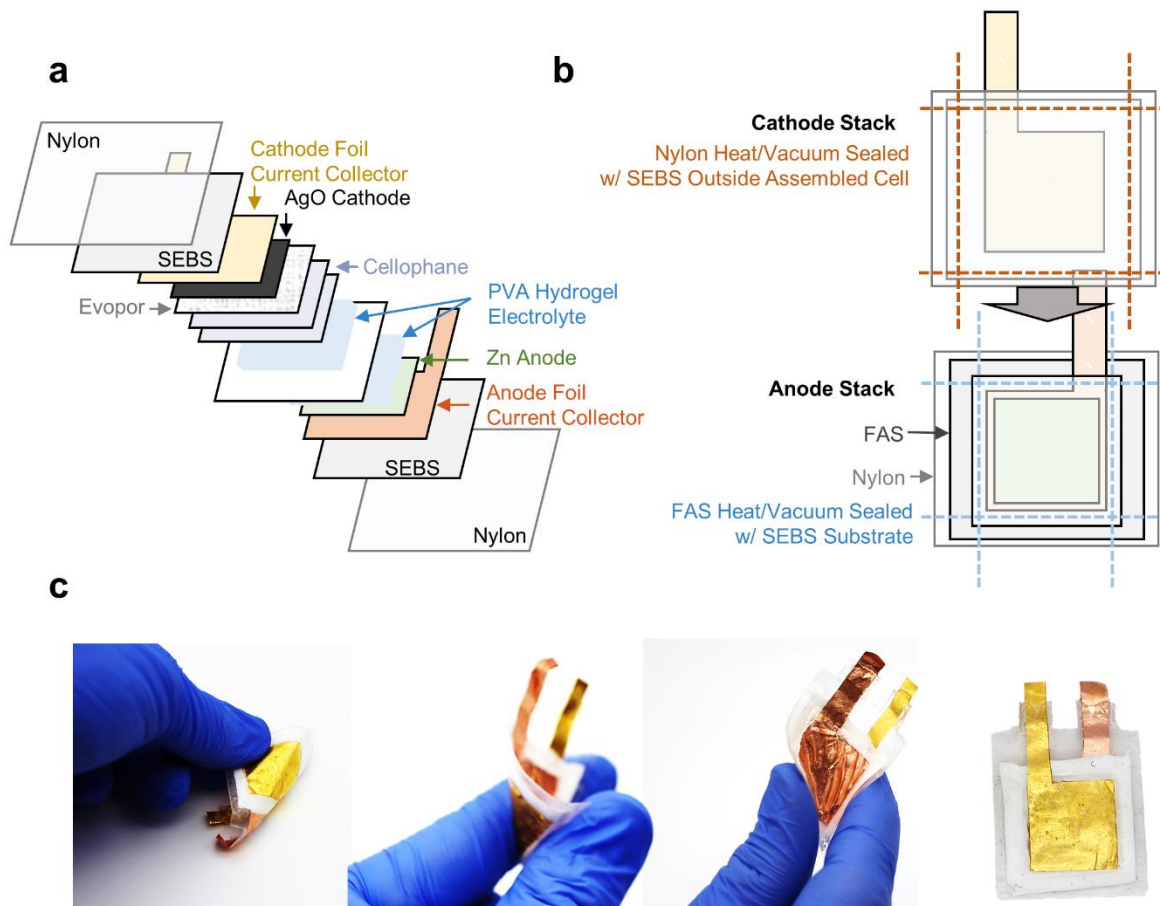 a
Nylon
Cathode Foil
Current Collector
AgO Cathode
SEBS
Cellophane
Evopor
PVA Hydrogel
Electrolyte
Zn Anode
Anode Foil
Current Collector
SEBS
Nylon
b
Cathode Stack
Nylon Heat/Vacuum Sealed
w/ SEBS Outside Assembled Cell
Anode Stack
FAS
Nylon
FAS Heat/Vacuum Sealed
w/ SEBS Substrate
c